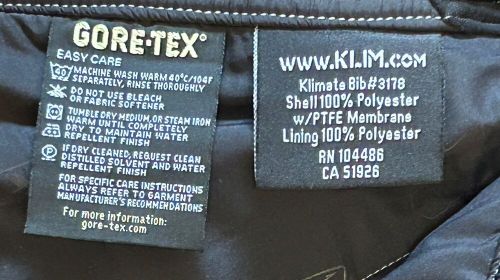 GORE-TEX®
EASY CARE
40 MACHINE WASH WARM 40°C/104F
SEPARATELY, RINSE THOROUGHLY
DO NOT USE BLEACH
OR FABRIC SOFTENER
TUMBLE DRY MEDIUM, OR STEAM IRON
WARM UNTIL COMPLETELY
DRY TO MAINTAIN WATER
REPELLENT FINISH
IF DRY CLEANED, REQUEST CLEAN
DISTILLED SOLVENT AND WATER
REPELLENT FINISH
FOR SPECIFIC CARE INSTRUCTIONS
ALWAYS REFER TO GARMENT
MANUFACTURER'S RECOMMENDATIONS
For more information:
gore-tex.com
WWW.KLIM.COM
Klimate Bib#3178
Shell 100% Polyester
w/PTFE Membrane
Lining 100% Polyester
RN 104486
CA 51926